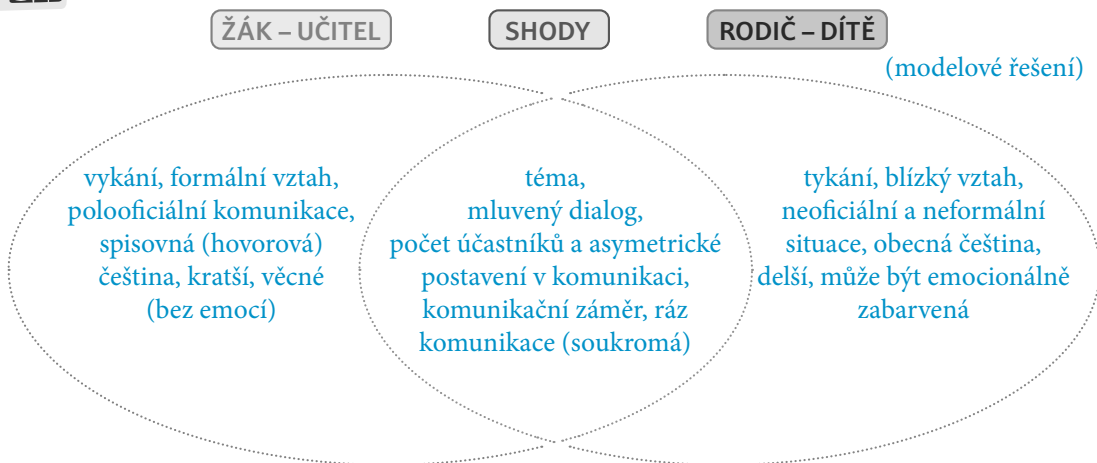 ŽÁK – UČITEL
SHODY
RODIČ – DÍTĚ
(modelové řešení)
vykání, formální vztah,
polooficiální komunikace,
spisovná (hovorová)
čeština, kratší, věcné
(bez emocí)
téma,
mluvený dialog,
počet účastníků a asymetrické
postavení v komunikaci,
komunikační záměr, ráz
komunikace (soukromá)
tykání, blízký vztah,
neoficiální a neformální
situace, obecná čeština,
delší, může být emocionálně
zabarvená